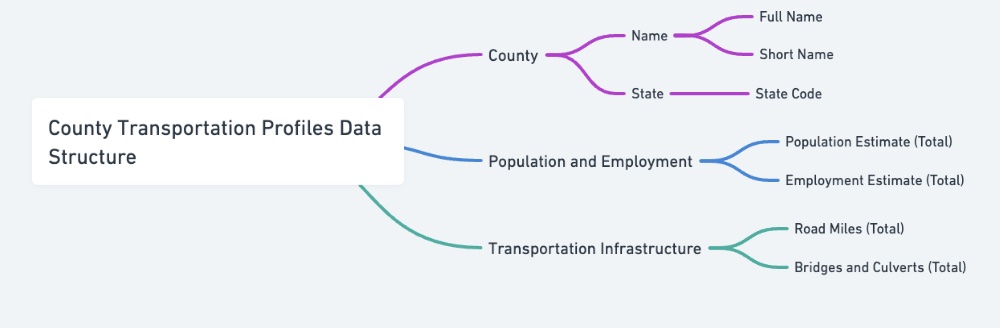 County Transportation Profiles Data
Structure
County
Name
Full Name
Short Name
State
State Code
Population and Employment
Population Estimate (Total)
Employment Estimate (Total)
Transportation Infrastructure
Road Miles (Total)
Bridges and Culverts (Total)